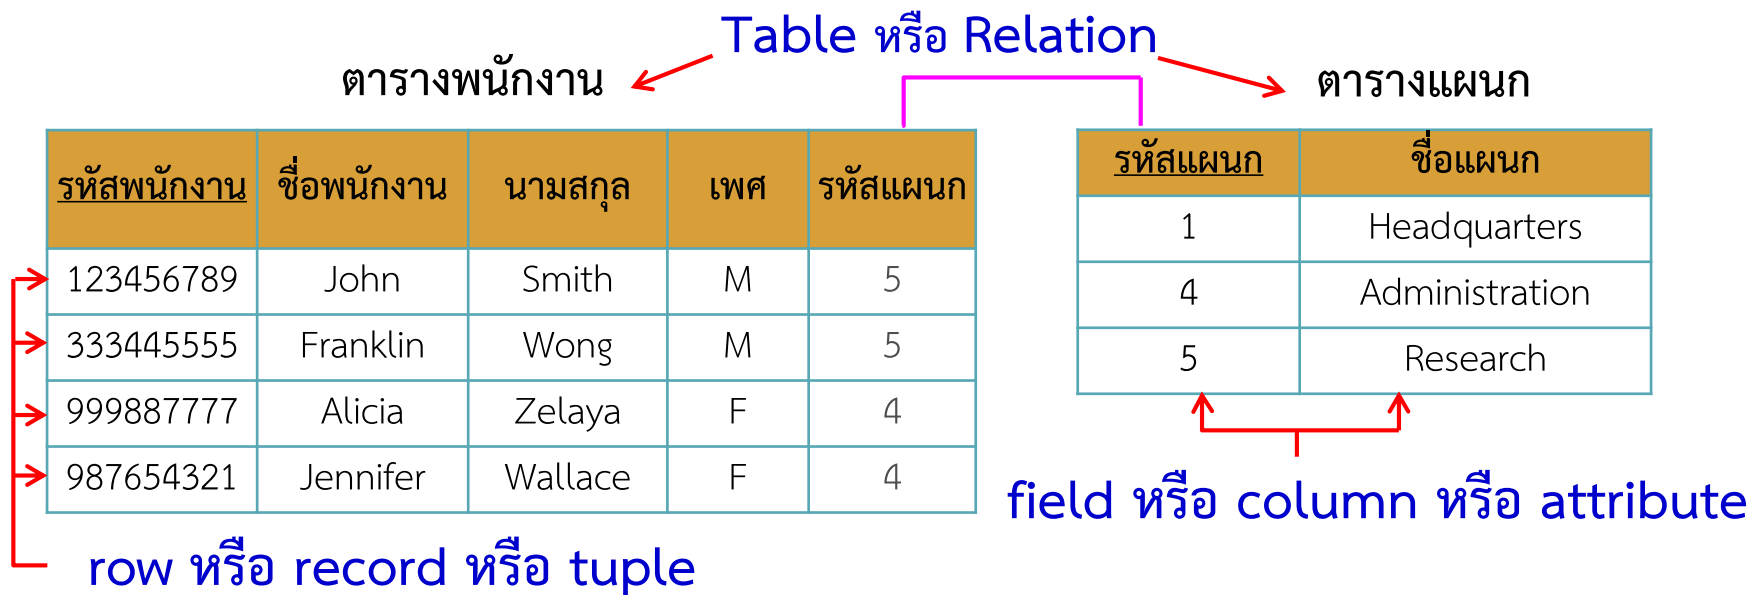 Table หรือ Relation
ตารางพนักงาน
ตารางแผนก
รหัสพนักงาน ชื่อพนักงาน นามสกุล เพศ รหัสแผนก
123456789 John Smith M 5
333445555 Franklin Wong M 5
999887777 Alicia Zelaya F 4
987654321 Jennifer Wallace F 4
รหัสแผนก ชื่อแผนก
1 Headquarters
4 Administration
5 Research
field หรือ column หรือ attribute
row หรือ record หรือ tuple